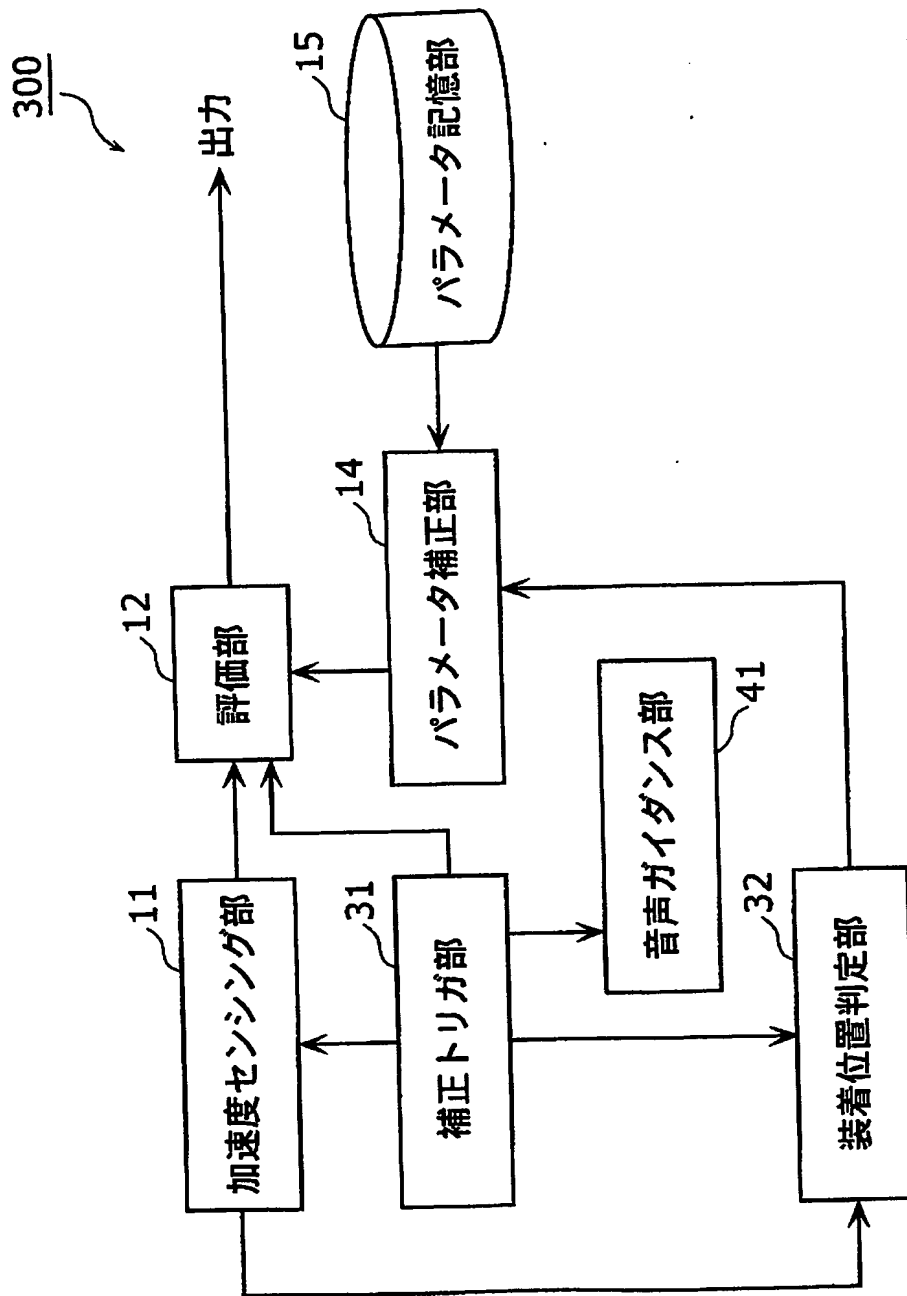 300
11
加速度センシング部
12
評価部
出力
31
補正トリガ部
14
パラメータ補正部
15
パラメータ記憶部
音声ガイダンス部
41
32
装着位置判定部